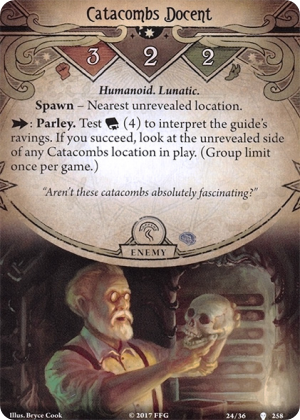 Catacombs Docent
3 2 2
Humanoid. Lunatic.
Spawn – Nearest unrevealed location.
: Parley. Test (4) to interpret the guide's
ravings. If you succeed, look at the unrevealed side
of any Catacombs location in play. (Group limit
once per game.)
"Aren't these catacombs absolutely fascinating?"
ENEMY
Illus. Bryce Cook © 2017 FFG 24/36 258